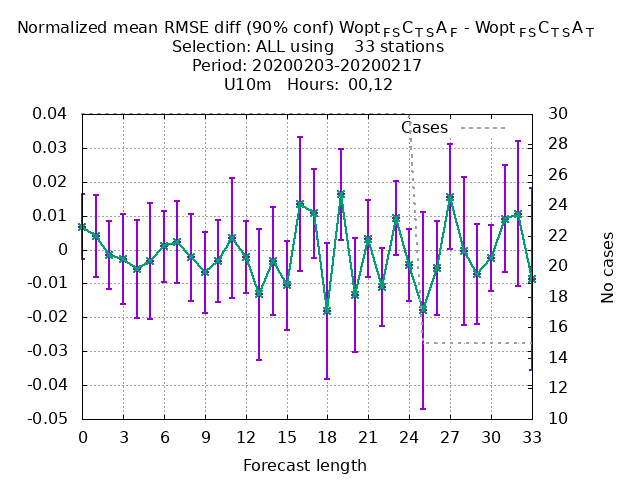 Normalized mean RMSE diff (90% conf) Wopt FS C TS A F - Wopt FS C TS A T
Selection: ALL using 33 stations
Period: 20200203-20200217
U10m Hours: 00,12
Cases
0.04
0.03
0.02
0.01
0
-0.01
-0.02
-0.03
-0.04
-0.05
30
28
26
24
22
20
18
16
14
12
10
No cases
0 3 6 9 12 15 18 21 24 27 30 33
Forecast length